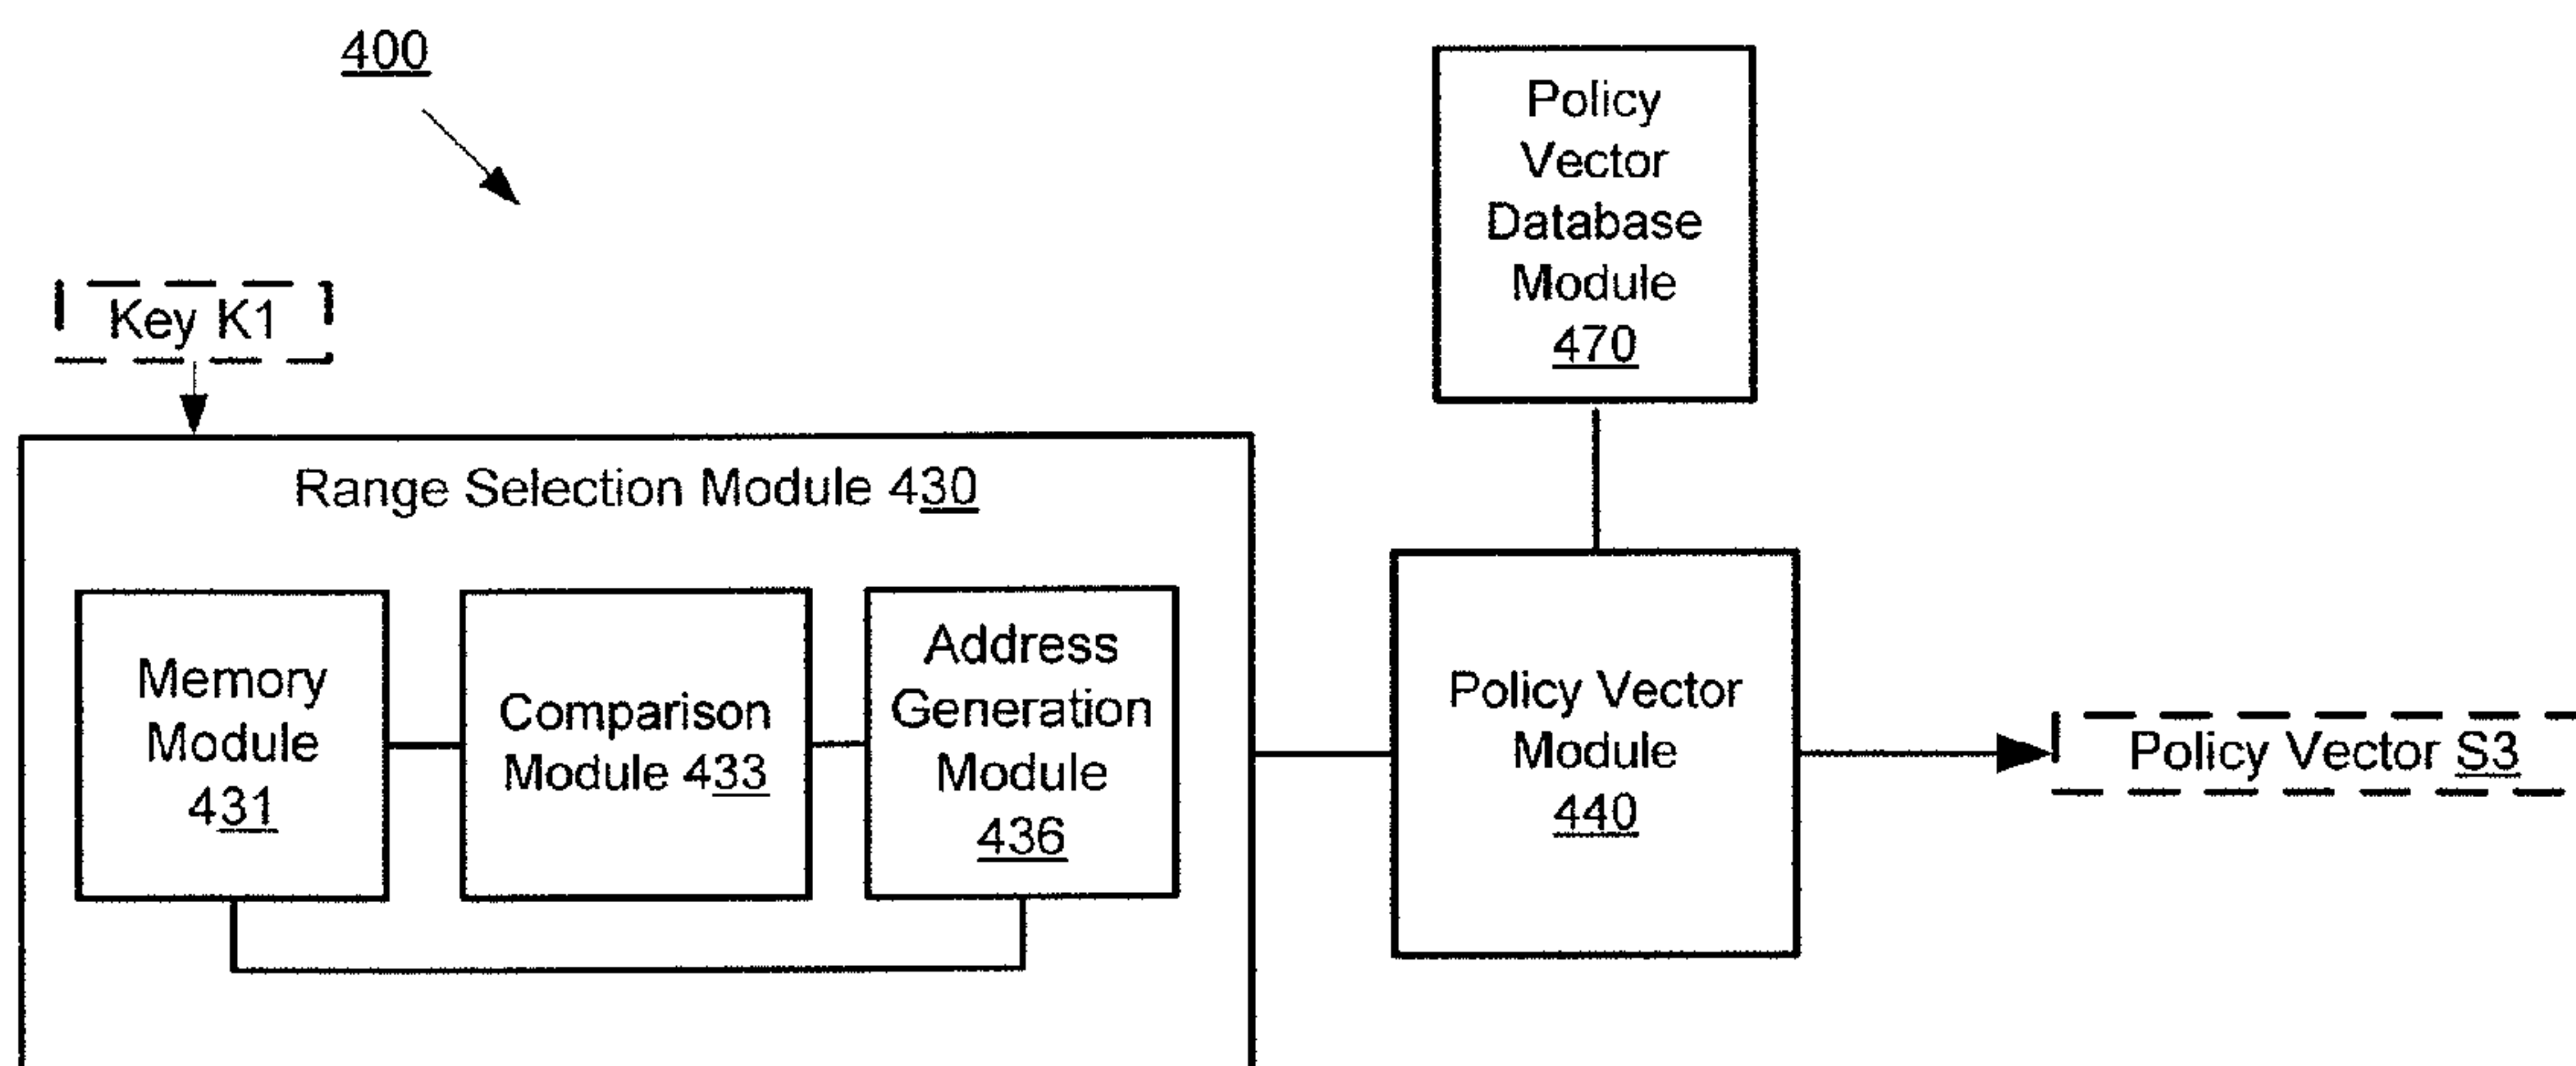 400
Policy
Vector
Database
Module
470
Key K1
Range Selection Module 430
Memory
Module
431
Comparison
Module 433
Address
Generation
Module
436
Policy Vector
Module
440
Policy Vector S3